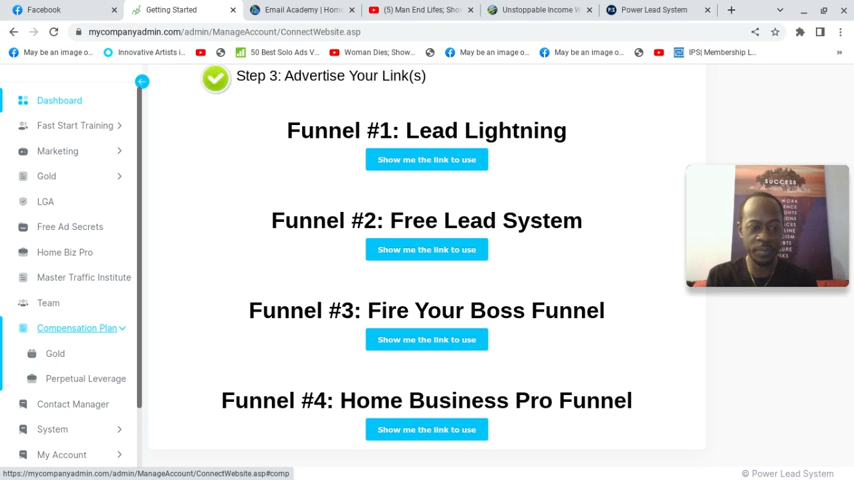 Facebook
Getting Started
Email Academy | Hom
(5) Man End Lifes; Sho
Unstoppable Income W
Power Lead System
mycompanyadmin.com/admin/ManageAccount/ConnectWebsite.asp
May be an image o...
Innovative Artists i...
50 Best Solo Ads V...
Woman Dies; Show...
May be an image o...
May be an image o...
IPS| Membership L...
Dashboard
Fast Start Training
Marketing
Gold
LGA
Free Ad Secrets
Home Biz Pro
Master Traffic Institute
Team
Compensation Plan
Gold
Perpetual Leverage
Contact Manager
System
My Account
Step 3: Advertise Your Link(s)
Funnel #1: Lead Lightning
Show me the link to use
Funnel #2: Free Lead System
Show me the link to use
Funnel #3: Fire Your Boss Funnel
Show me the link to use
Funnel #4: Home Business Pro Funnel
Show me the link to use
SUCCESS
https://mycompanyadmin.com/admin/ManageAccount/ConnectWebsite.asp#comp
© Power Lead System